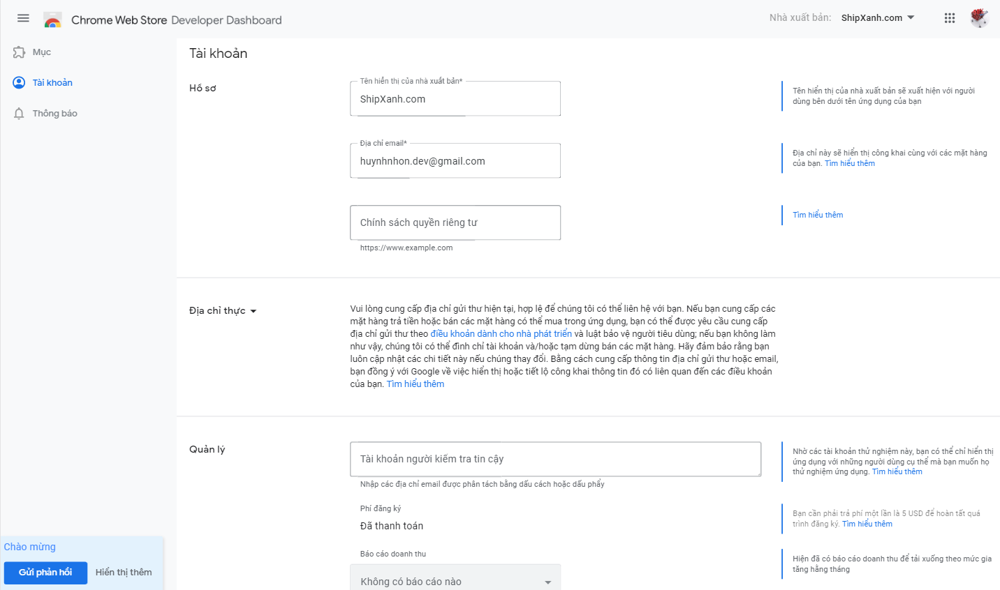 Chrome Web Store Developer Dashboard
Nhà xuất bản: ShipXanh.com
Mục
Tài khoản
Thông báo
Chào mừng
Gửi phản hồi
Hiển thị thêm
Tài khoản
Hồ sơ
Tên hiển thị của nhà xuất bản*
ShipXanh.com
Tên hiển thị của nhà xuất bản sẽ xuất hiện với người
dùng bên dưới tên ứng dụng của bạn
Địa chỉ email*
huynhnhon.dev@gmail.com
Địa chỉ này sẽ hiển thị công khai cùng với các mặt hàng
của bạn. Tìm hiểu thêm
Chính sách quyền riêng tư
https://www.example.com
Tìm hiểu thêm
Địa chỉ thực
Vui lòng cung cấp địa chỉ gửi thư hiện tại, hợp lệ để chúng tôi có thể liên hệ với bạn. Nếu bạn cung cấp các
mặt hàng trả tiền hoặc bán các mặt hàng có thể mua trong ứng dụng, bạn có thể được yêu cầu cung cấp
địa chỉ gửi thư theo điều khoản dành cho nhà phát triển và luật bảo vệ người tiêu dùng; nếu bạn không làm
như vậy, chúng tôi có thể đình chỉ tài khoản và/hoặc tạm dừng bán các mặt hàng. Hãy đảm bảo rằng bạn
luôn cập nhật các chi tiết này nếu chúng thay đổi. Bằng cách cung cấp thông tin địa chỉ gửi thư hoặc email,
bạn đồng ý với Google về việc hiển thị hoặc tiết lộ công khai thông tin đó có liên quan đến các điều khoản
của bạn. Tìm hiểu thêm
Quản lý
Tài khoản người kiểm tra tin cậy
Nhập các địa chỉ email được phân tách bằng dấu cách hoặc dấu phẩy
Nhờ các tài khoản thử nghiệm này, bạn có thể chỉ hiển thị
ứng dụng với những người dùng cụ thể mà bạn muốn họ
thử nghiệm ứng dụng. Tìm hiểu thêm
Phí đăng ký
Đã thanh toán
Bạn cần phải trả phí một lần là 5 USD để hoàn tất quá
trình đăng ký. Tìm hiểu thêm
Báo cáo doanh thu
Không có báo cáo nào
Hiện đã có báo cáo doanh thu để tải xuống theo mức gia
tăng hằng tháng